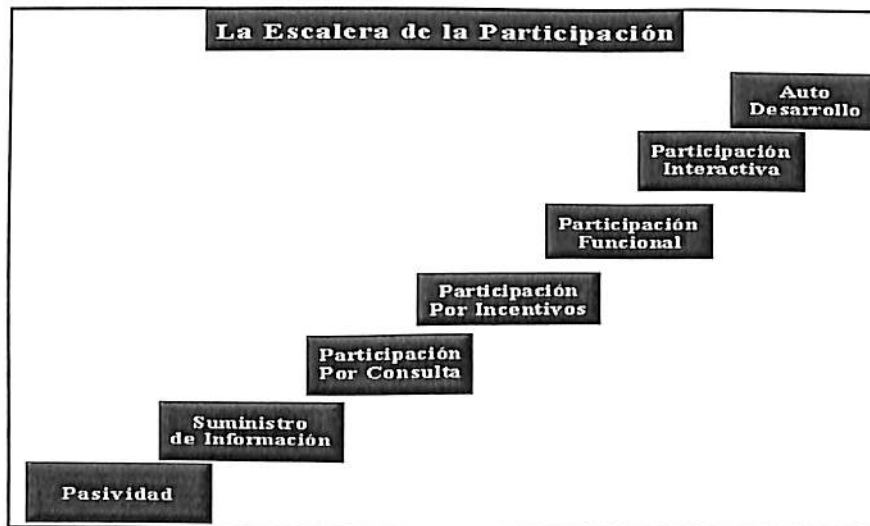 La Escalera de la Participación
Auto
Desarrollo
Participación
Interactiva
Participación
Funcional
Participación
Por Incentivos
Participación
Por Consulta
Suministro
de Información
Pasividad